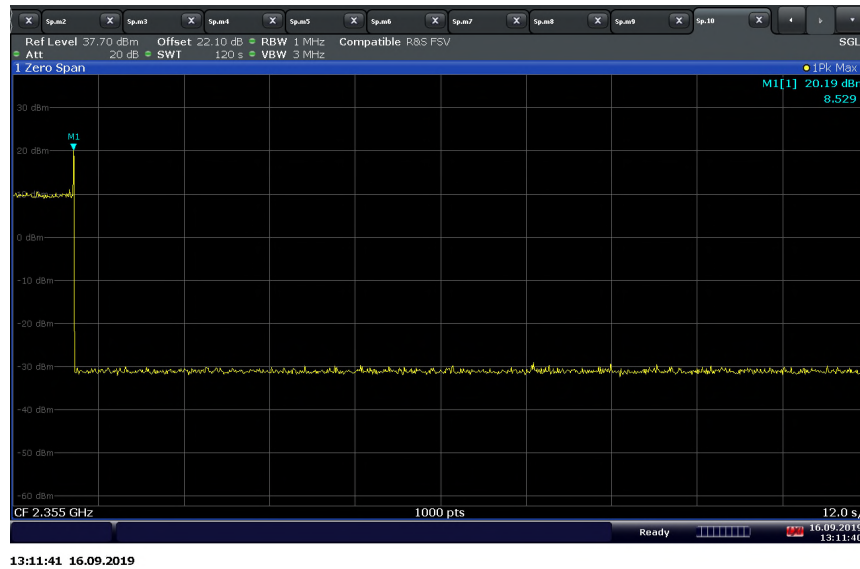 Sp.m2 X Sp.m3 X Sp.m4 X Sp.m5 X Sp.m6 X Sp.m7 X Sp.m8 X Sp.m9 X Sp.10 X
Ref Level 37.70 dBm Offset 22.10 dB RBW 1 MHz Compatible R&S FSV SGL
Att 20 dB SWT 120 s VBW 3 MHz
1 Zero Span 1Pk Max
M1[1] 20.19 dBm
8.529
30 dBm
M1
20 dBm
0 dBm
-10 dBm
-20 dBm
-30 dBm
-40 dBm
-50 dBm
-60 dBm
CF 2.355 GHz 1000 pts 12.0 s/
Ready 16.09.2019
13:11:40
13:11:41 16.09.2019